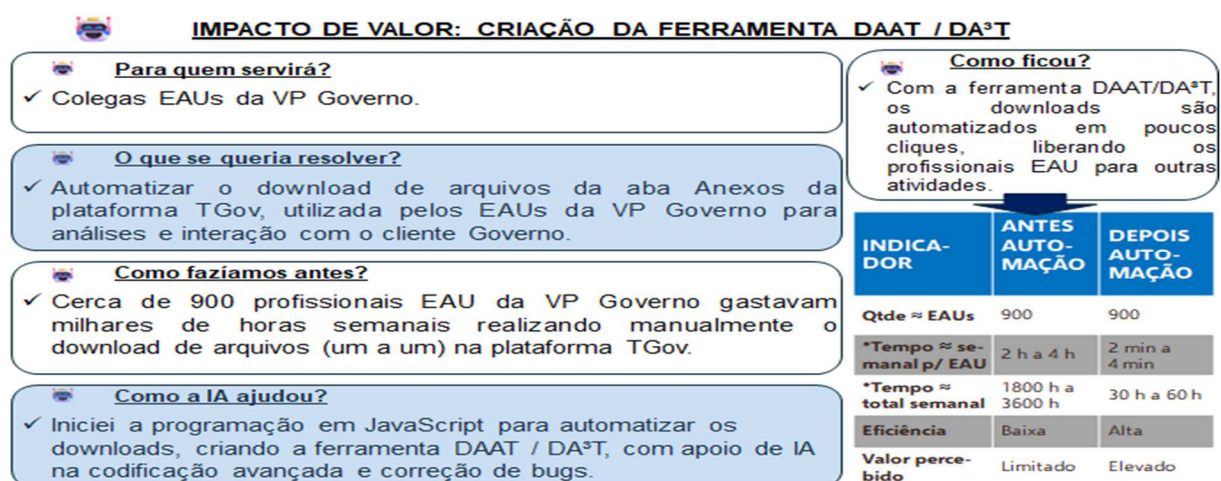 IMPACTO DE VALOR: CRIAÇÃO DA FERRAMENTA DAAT / DA³T
Para quem servirá?
✓ Colegas EAUs da VP Governo.
O que se queria resolver?
✓ Automatizar o download de arquivos da aba Anexos da
plataforma TGov, utilizada pelos EAUs da VP Governo para
análises e interação com o cliente Governo.
Como fazíamos antes?
✓ Cerca de 900 profissionais EAU da VP Governo gastavam
milhares de horas semanais realizando manualmente o
download de arquivos (um a um) na plataforma TGov.
Como a IA ajudou?
✓ Iniciei a programação em JavaScript para automatizar os
downloads, criando a ferramenta DAAT / DA³T, com apoio de IA
na codificação avançada e correção de bugs.
Como ficou?
✓ Com a ferramenta DAAT/DA³T,
os downloads são
automatizados em poucos
cliques, liberando os
profissionais EAU para outras
atividades.
INDICA-
DOR
ANTES
AUTO-
MAÇÃO
DEPOIS
AUTO-
MAÇÃO
Qtde ≈ EAUs 900 900
*Tempo ≈ se-
manal p/ EAU
2 h a 4 h
2 min a
4 min
*Tempo ≈
total semanal
1800 h a
3600 h
30 h a 60 h
Eficiência Baixa Alta
Valor perce-
bido
Limitado Elevado